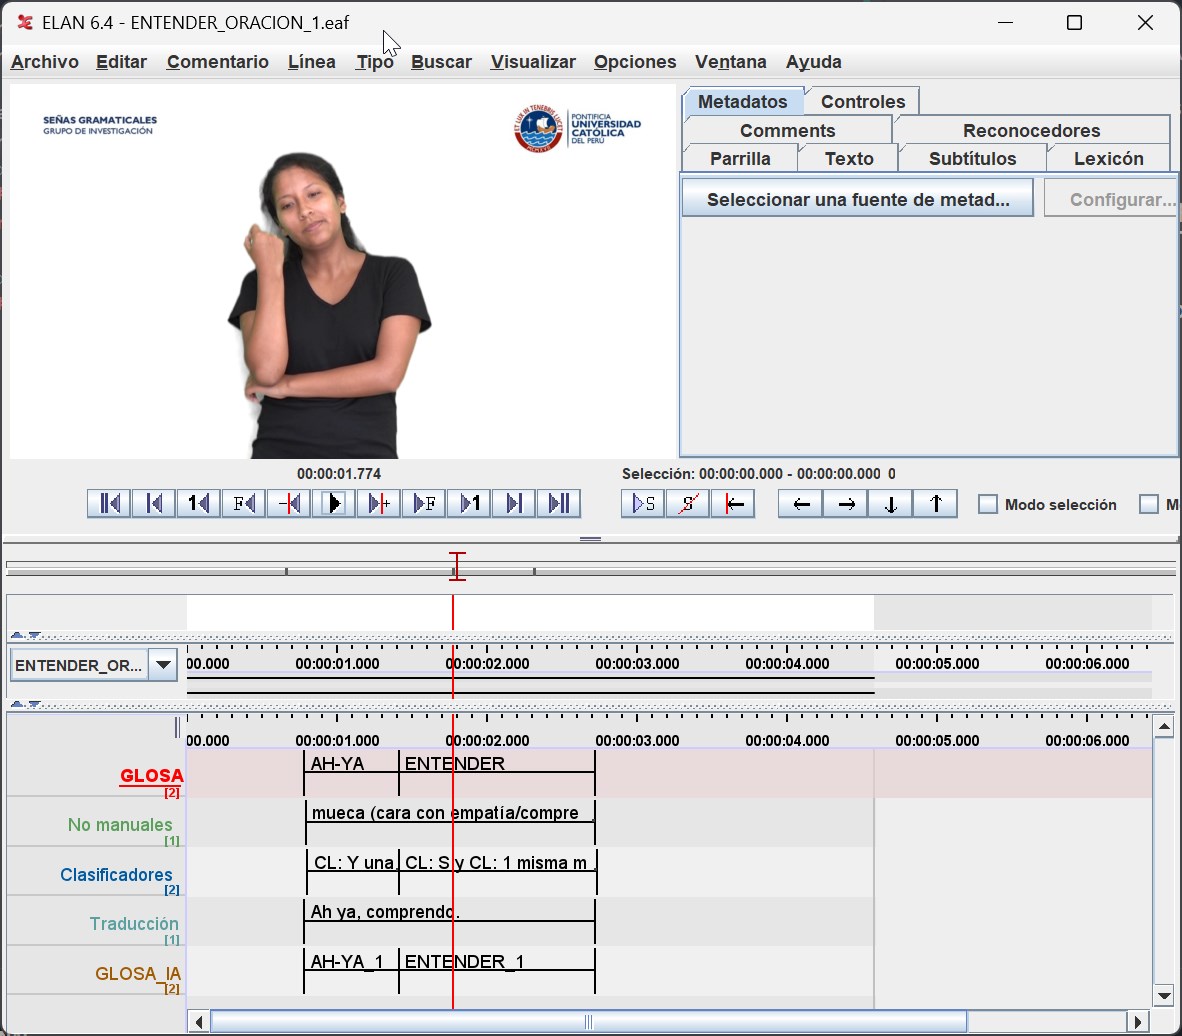 ELAN 6.4 - ENTENDER_ORACION_1.eaf
Archivo Editar Comentario Línea Tipo Buscar Visualizar Opciones Ventana Ayuda
SEÑAS GRAMATICALES
GRUPO DE INVESTIGACIÓN
PONTIFICIA
UNIVERSIDAD
CATÓLICA
DEL PERÚ
Metadatos Controles
Comments Reconocedores
Parrilla Texto Subtítulos Lexicón
Seleccionar una fuente de metad... Configurar...
00:00:01.774
Selección: 00:00:00.000 - 00:00:00.000 0
1 F - + F 1 S S Modo selección M
ENTENDER_OR...
00.000 00:00:01.000 00:00:02.000 00:00:03.000 00:00:04.000 00:00:05.000 00:00:06.000
00.000 00:00:01.000 00:00:02.000 00:00:03.000 00:00:04.000 00:00:05.000 00:00:06.000
GLOSA AH-YA ENTENDER
[2]
No manuales mueca (cara con empatía/compre ...
[1]
Clasificadores CL: Y una CL: S y CL: 1 misma m...
[2]
Traducción Ah ya, comprendo.
[1]
GLOSA_IA AH-YA_1 ENTENDER_1
[2]